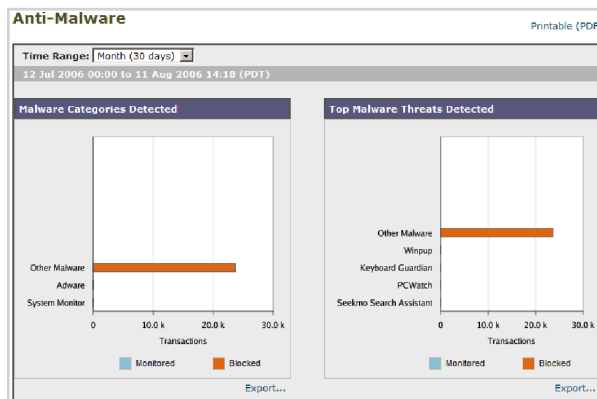 Anti-Malware
Printable (PDF
Time Range: Month (30 days)
12 Jul 2006 00:00 to 11 Aug 2006 14:18 (PDT)
Malware Categories Detected
Other Malware
Adware
System Monitor
0 10.0 k 20.0 k 30.0 k
Transactions
Monitored Blocked
Export...
Top Malware Threats Detected
Other Malware
Winpup
Keyboard Guardian
PCWatch
Seekmo Search Assistant
0 10.0 k 20.0 k 30.0 k
Transactions
Monitored Blocked
Export...